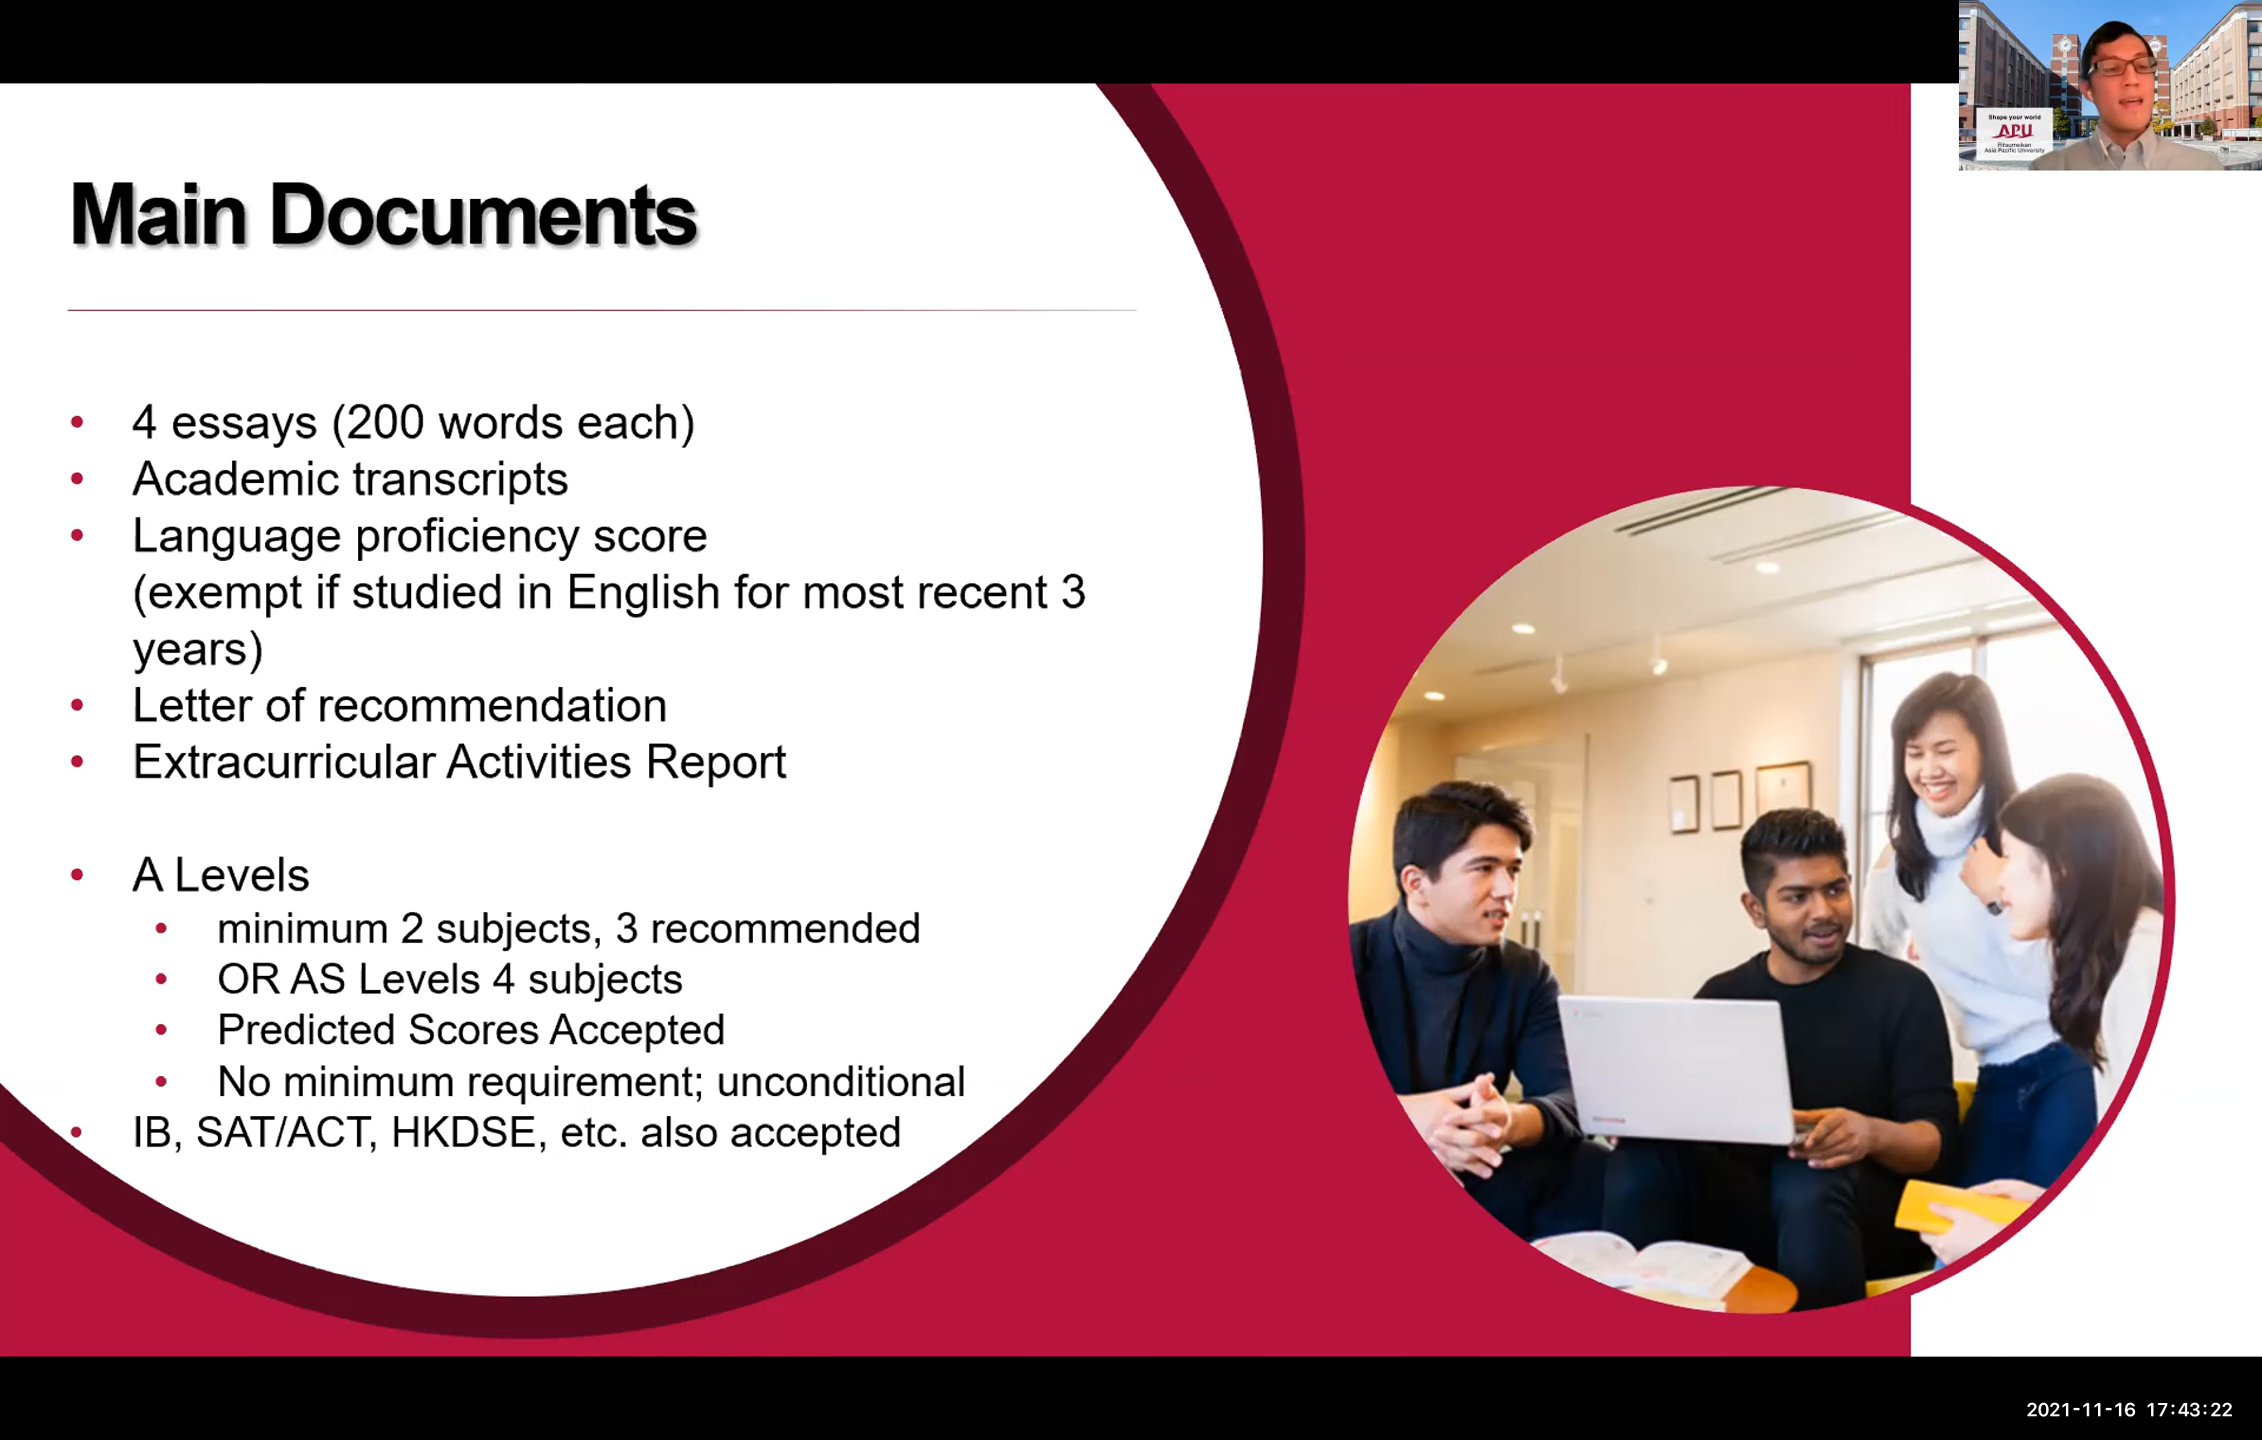 Shape your world
APU
Ritsumeikan
Asia Pacific University
Main Documents
• 4 essays (200 words each)
• Academic transcripts
• Language proficiency score
(exempt if studied in English for most recent 3
years)
• Letter of recommendation
• Extracurricular Activities Report
• A Levels
• minimum 2 subjects, 3 recommended
• OR AS Levels 4 subjects
• Predicted Scores Accepted
• No minimum requirement; unconditional
• IB, SAT/ACT, HKDSE, etc. also accepted
2021-11-16 17:43:22